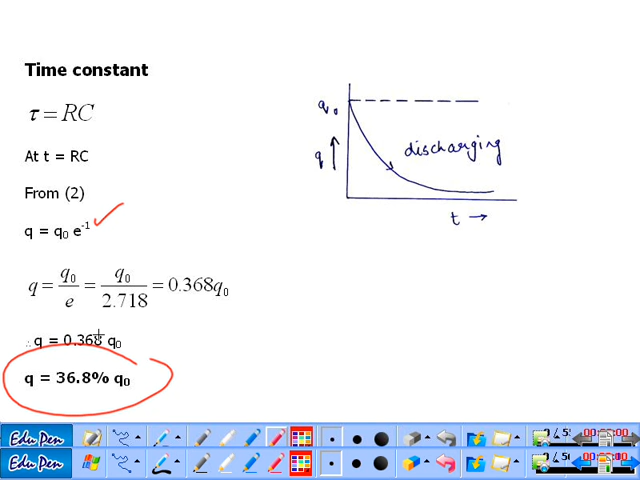 Time constant
τ = RC
At t = RC
From (2)
q = q₀ e⁻¹
q = q₀/e = q₀/2.718 = 0.368q₀
∴ q = 0.368 q₀
q = 36.8% q₀
q₀
discharging
q
t →
Edu Pen
Edu Pen